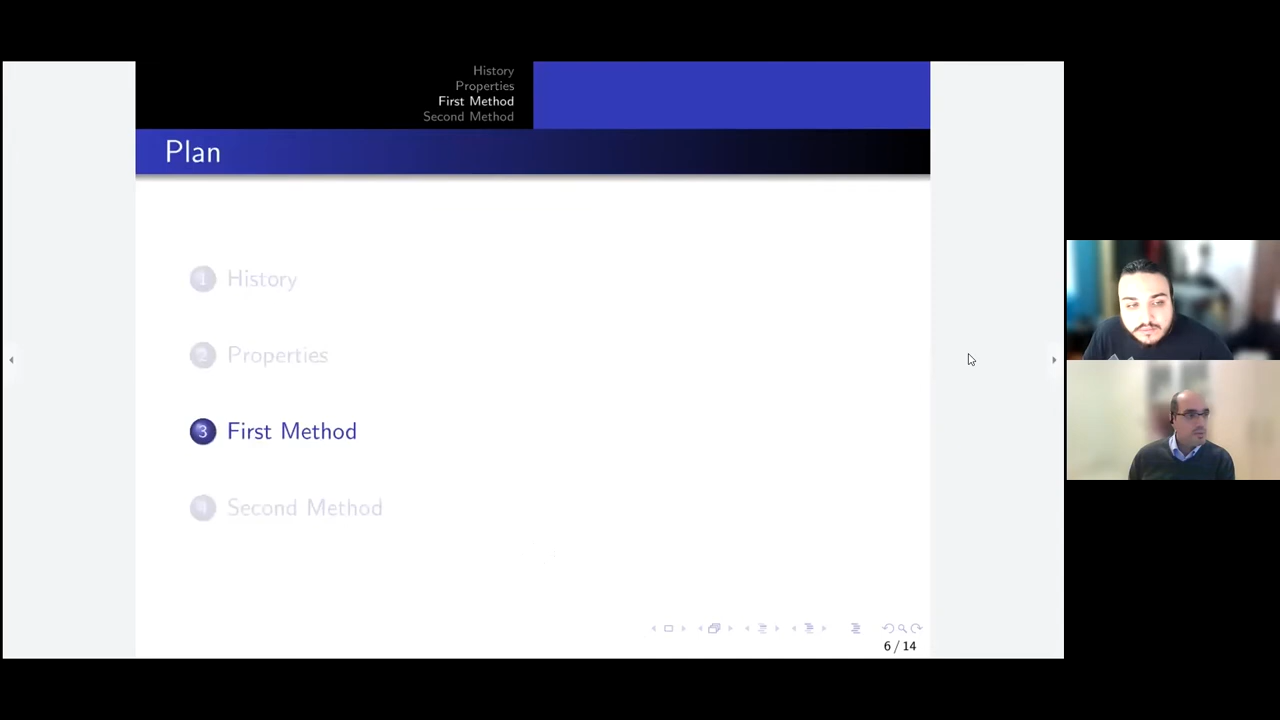 History
Properties
First Method
Second Method
Plan
1 History
2 Properties
3 First Method
4 Second Method
6 / 14